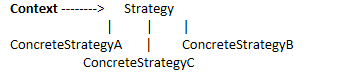 Context --------> Strategy
| | |
ConcreteStrategyA | ConcreteStrategyB
ConcreteStrategyC